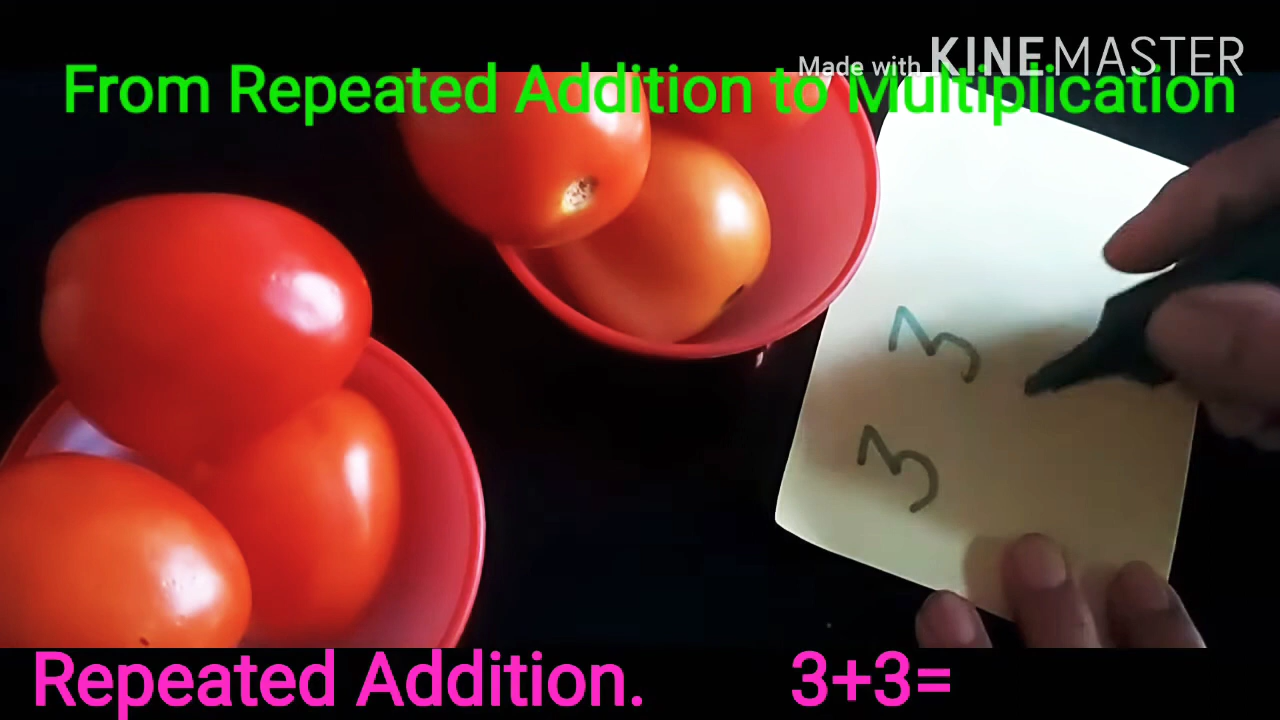 Made with KINEMASTER
From Repeated Addition to Multiplication
3
3
Repeated Addition. 3+3=